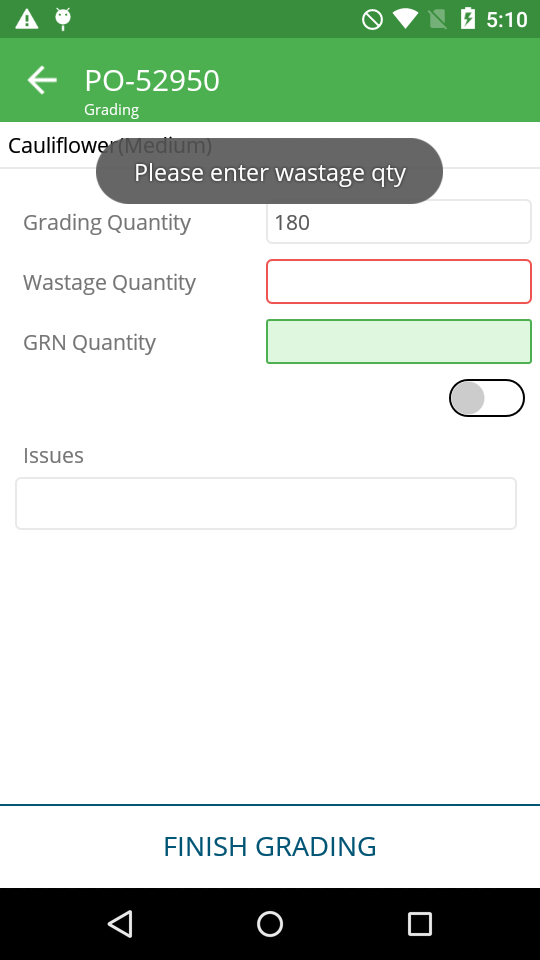 5:10
PO-52950
Grading
Cauliflower(Medium)
Please enter wastage qty
Grading Quantity
180
Wastage Quantity
GRN Quantity
Issues
FINISH GRADING